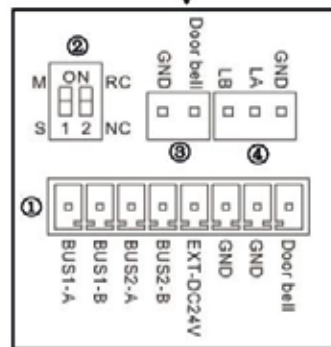 ②
M ON RC
S 1 2 NC
GND
Door bell
③
LB
LA
GND
④
①
BUS1-A
BUS1-B
BUS2-A
BUS2-B
EXT-DC24V
GND
GND
Door bell